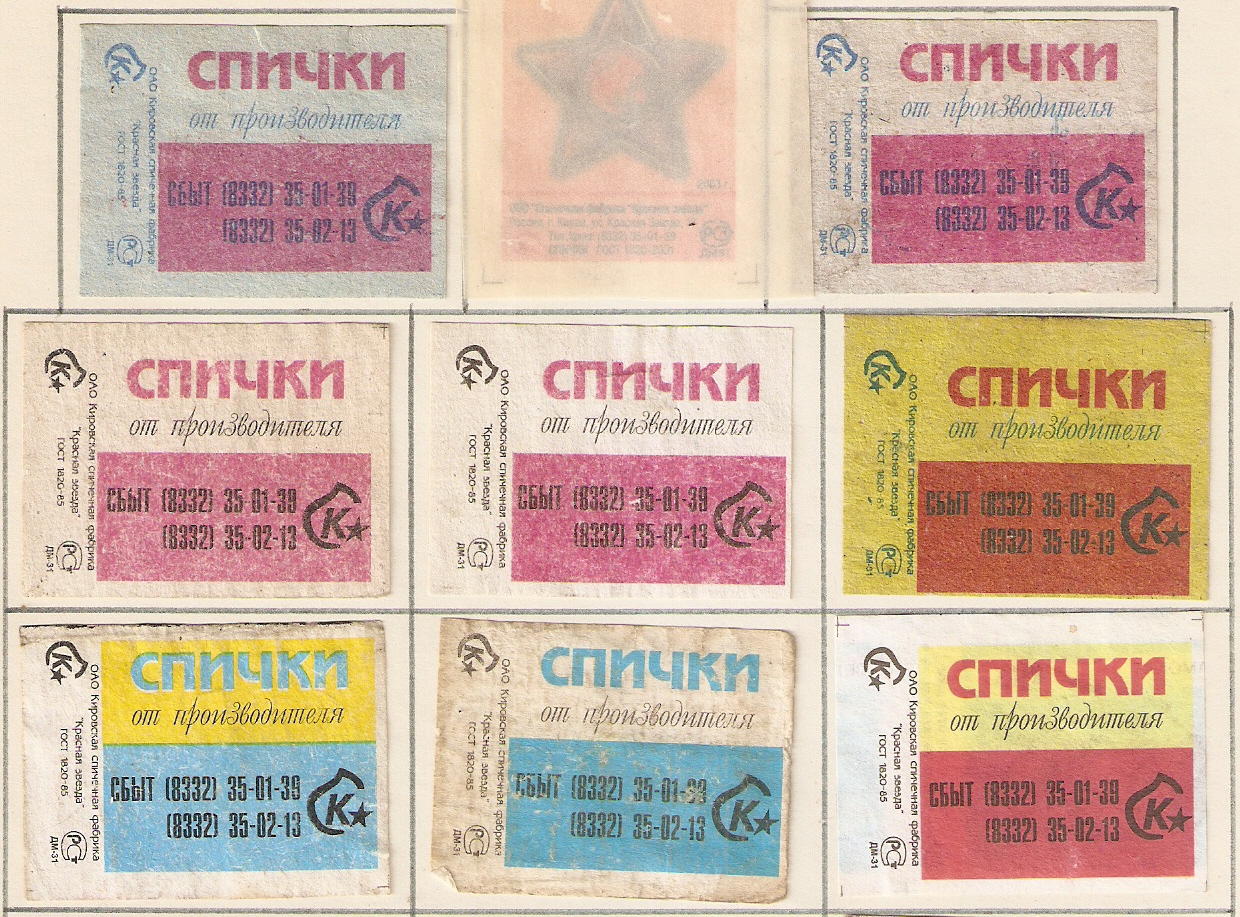 СПИЧКИ
от производителя
СБЫТ (8332) 35-01-39
(8332) 35-02-13
К
ОАО Кировская спичечная фабрика
"Красная звезда"
ГОСТ 1820-85
РСТ
ДМ-31
К
СПИЧКИ
от производителя
СБЫТ (8332) 35-01-39
(8332) 35-02-13
К
ОАО Кировская спичечная фабрика
"Красная звезда"
ГОСТ 1820-85
РСТ
ДМ-31
К
СПИЧКИ
от производителя
СБЫТ (8332) 35-01-39
(8332) 35-02-13
К
ОАО Кировская спичечная фабрика
"Красная звезда"
ГОСТ 1820-85
РСТ
ДМ-31
К
СПИЧКИ
от производителя
СБЫТ (8332) 35-01-39
(8332) 35-02-13
К
ОАО Кировская спичечная фабрика
"Красная звезда"
ГОСТ 1820-85
РСТ
ДМ-31
К
СПИЧКИ
от производителя
СБЫТ (8332) 35-01-39
(8332) 35-02-13
К
ОАО Кировская спичечная фабрика
"Красная звезда"
ГОСТ 1820-85
РСТ
ДМ-31
К
СПИЧКИ
от производителя
СБЫТ (8332) 35-01-39
(8332) 35-02-13
К
ОАО Кировская спичечная фабрика
"Красная звезда"
ГОСТ 1820-85
РСТ
ДМ-31
К
СПИЧКИ
от производителя
СБЫТ (8332) 35-01-39
(8332) 35-02-13
К
ОАО Кировская спичечная фабрика
"Красная звезда"
ГОСТ 1820-85
РСТ
ДМ-31
К
СПИЧКИ
от производителя
СБЫТ (8332) 35-01-39
(8332) 35-02-13
К
ОАО Кировская спичечная фабрика
"Красная звезда"
ГОСТ 1820-85
РСТ
ДМ-31
К